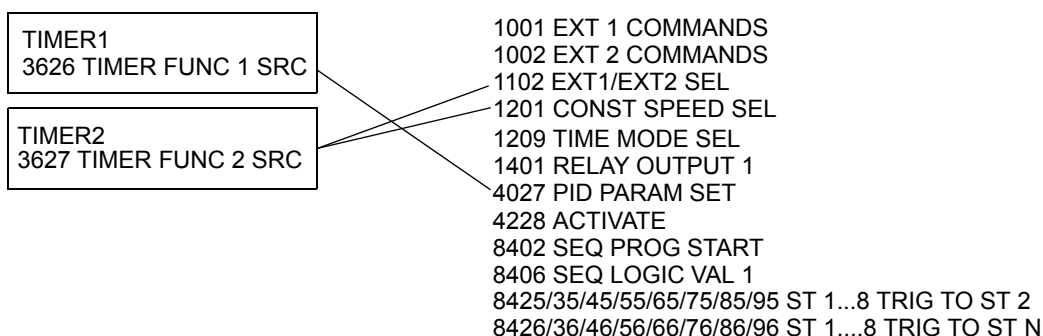 TIMER1
3626 TIMER FUNC 1 SRC
TIMER2
3627 TIMER FUNC 2 SRC
1001 EXT 1 COMMANDS
1002 EXT 2 COMMANDS
1102 EXT1/EXT2 SEL
1201 CONST SPEED SEL
1209 TIME MODE SEL
1401 RELAY OUTPUT 1
4027 PID PARAM SET
4228 ACTIVATE
8402 SEQ PROG START
8406 SEQ LOGIC VAL 1
8425/35/45/55/65/75/85/95 ST 1...8 TRIG TO ST 2
8426/36/46/56/66/76/86/96 ST 1....8 TRIG TO ST N